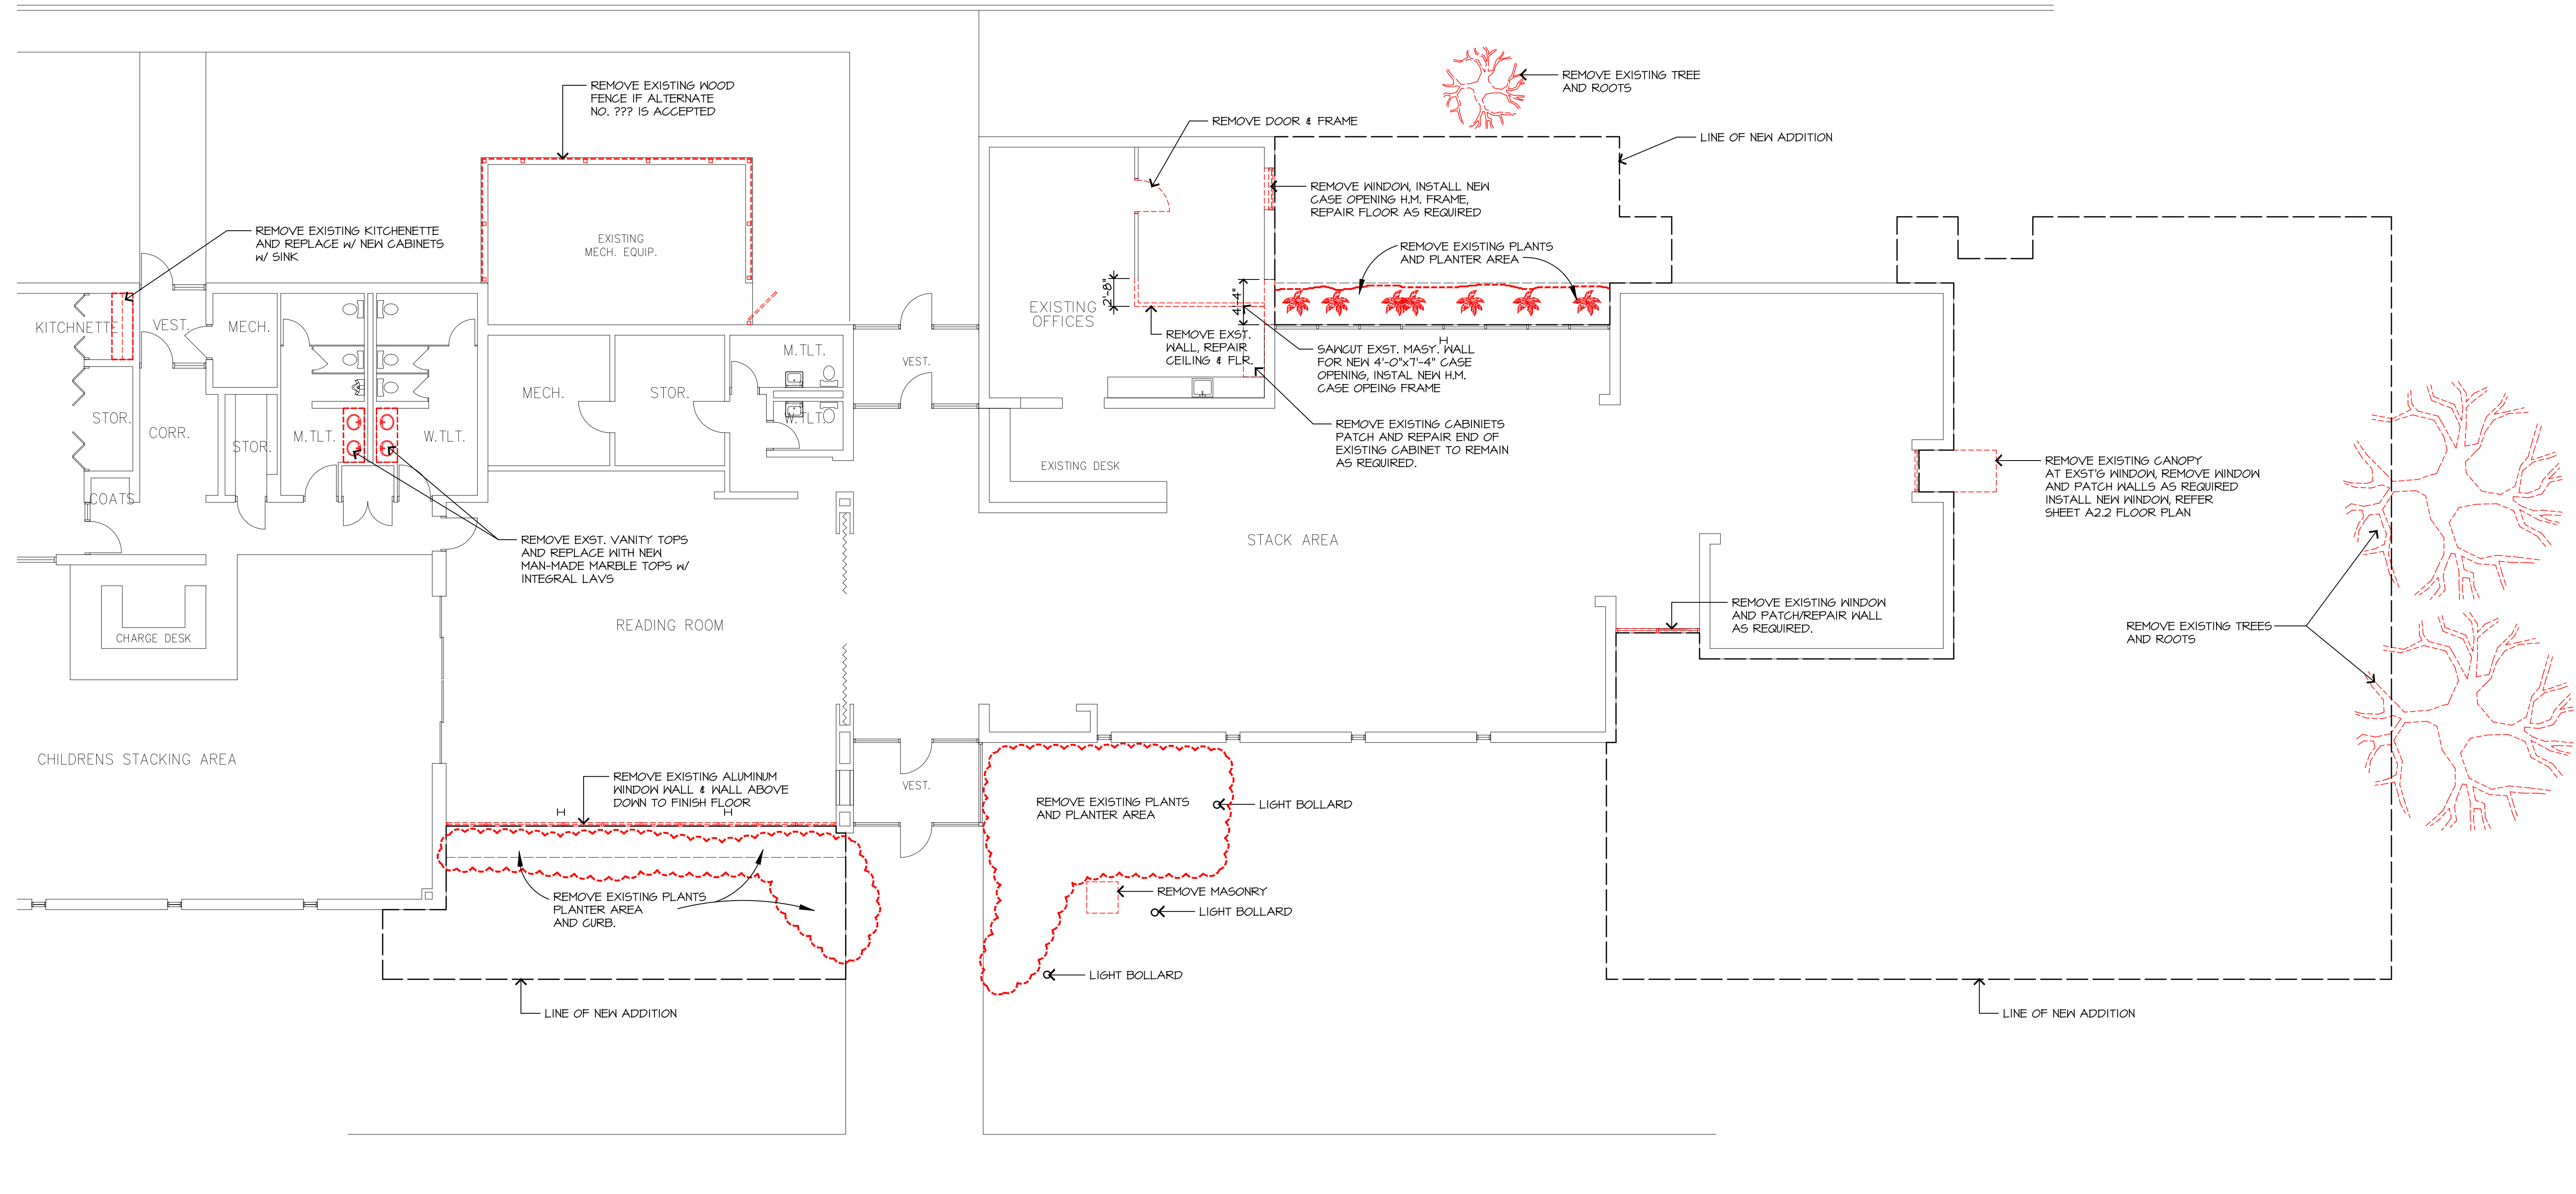 REMOVE EXISTING WOOD
FENCE IF ALTERNATE
NO. ??? IS ACCEPTED
REMOVE EXISTING TREE
AND ROOTS
REMOVE DOOR & FRAME
LINE OF NEW ADDITION
REMOVE WINDOW, INSTALL NEW
CASE OPENING H.M. FRAME,
REPAIR FLOOR AS REQUIRED
REMOVE EXISTING KITCHENETTE
AND REPLACE w/ NEW CABINETS
w/ SINK
EXISTING
MECH. EQUIP.
REMOVE EXISTING PLANTS
AND PLANTER AREA
2'-8"
4'-4"
EXISTING
OFFICES
KITCHNETTE
VEST.
MECH.
REMOVE EXST.
WALL, REPAIR
CEILING & FLR.
H
SAWCUT EXST. MASY. WALL
FOR NEW 4'-0"x7'-4" CASE
OPENING, INSTAL NEW H.M.
CASE OPEING FRAME
M.TLT.
VEST.
MECH.
STOR.
W.TLT.
STOR.
CORR.
STOR.
M.TLT.
W.TLT.
COATS
REMOVE EXISTING CABINIETS
PATCH AND REPAIR END OF
EXISTING CABINET TO REMAIN
AS REQUIRED.
EXISTING DESK
REMOVE EXISTING CANOPY
AT EXST'G WINDOW, REMOVE WINDOW
AND PATCH WALLS AS REQUIRED
INSTALL NEW WINDOW, REFER
SHEET A2.2 FLOOR PLAN
REMOVE EXST. VANITY TOPS
AND REPLACE WITH NEW
MAN-MADE MARBLE TOPS w/
INTEGRAL LAVS
STACK AREA
REMOVE EXISTING WINDOW
AND PATCH/REPAIR WALL
AS REQUIRED.
REMOVE EXISTING TREES
AND ROOTS
CHARGE DESK
READING ROOM
CHILDRENS STACKING AREA
REMOVE EXISTING ALUMINUM
WINDOW WALL & WALL ABOVE
DOWN TO FINISH FLOOR
H
H
VEST.
REMOVE EXISTING PLANTS
AND PLANTER AREA
LIGHT BOLLARD
REMOVE EXISTING PLANTS
PLANTER AREA
AND CURB.
REMOVE MASONRY
LIGHT BOLLARD
LIGHT BOLLARD
LINE OF NEW ADDITION
LINE OF NEW ADDITION